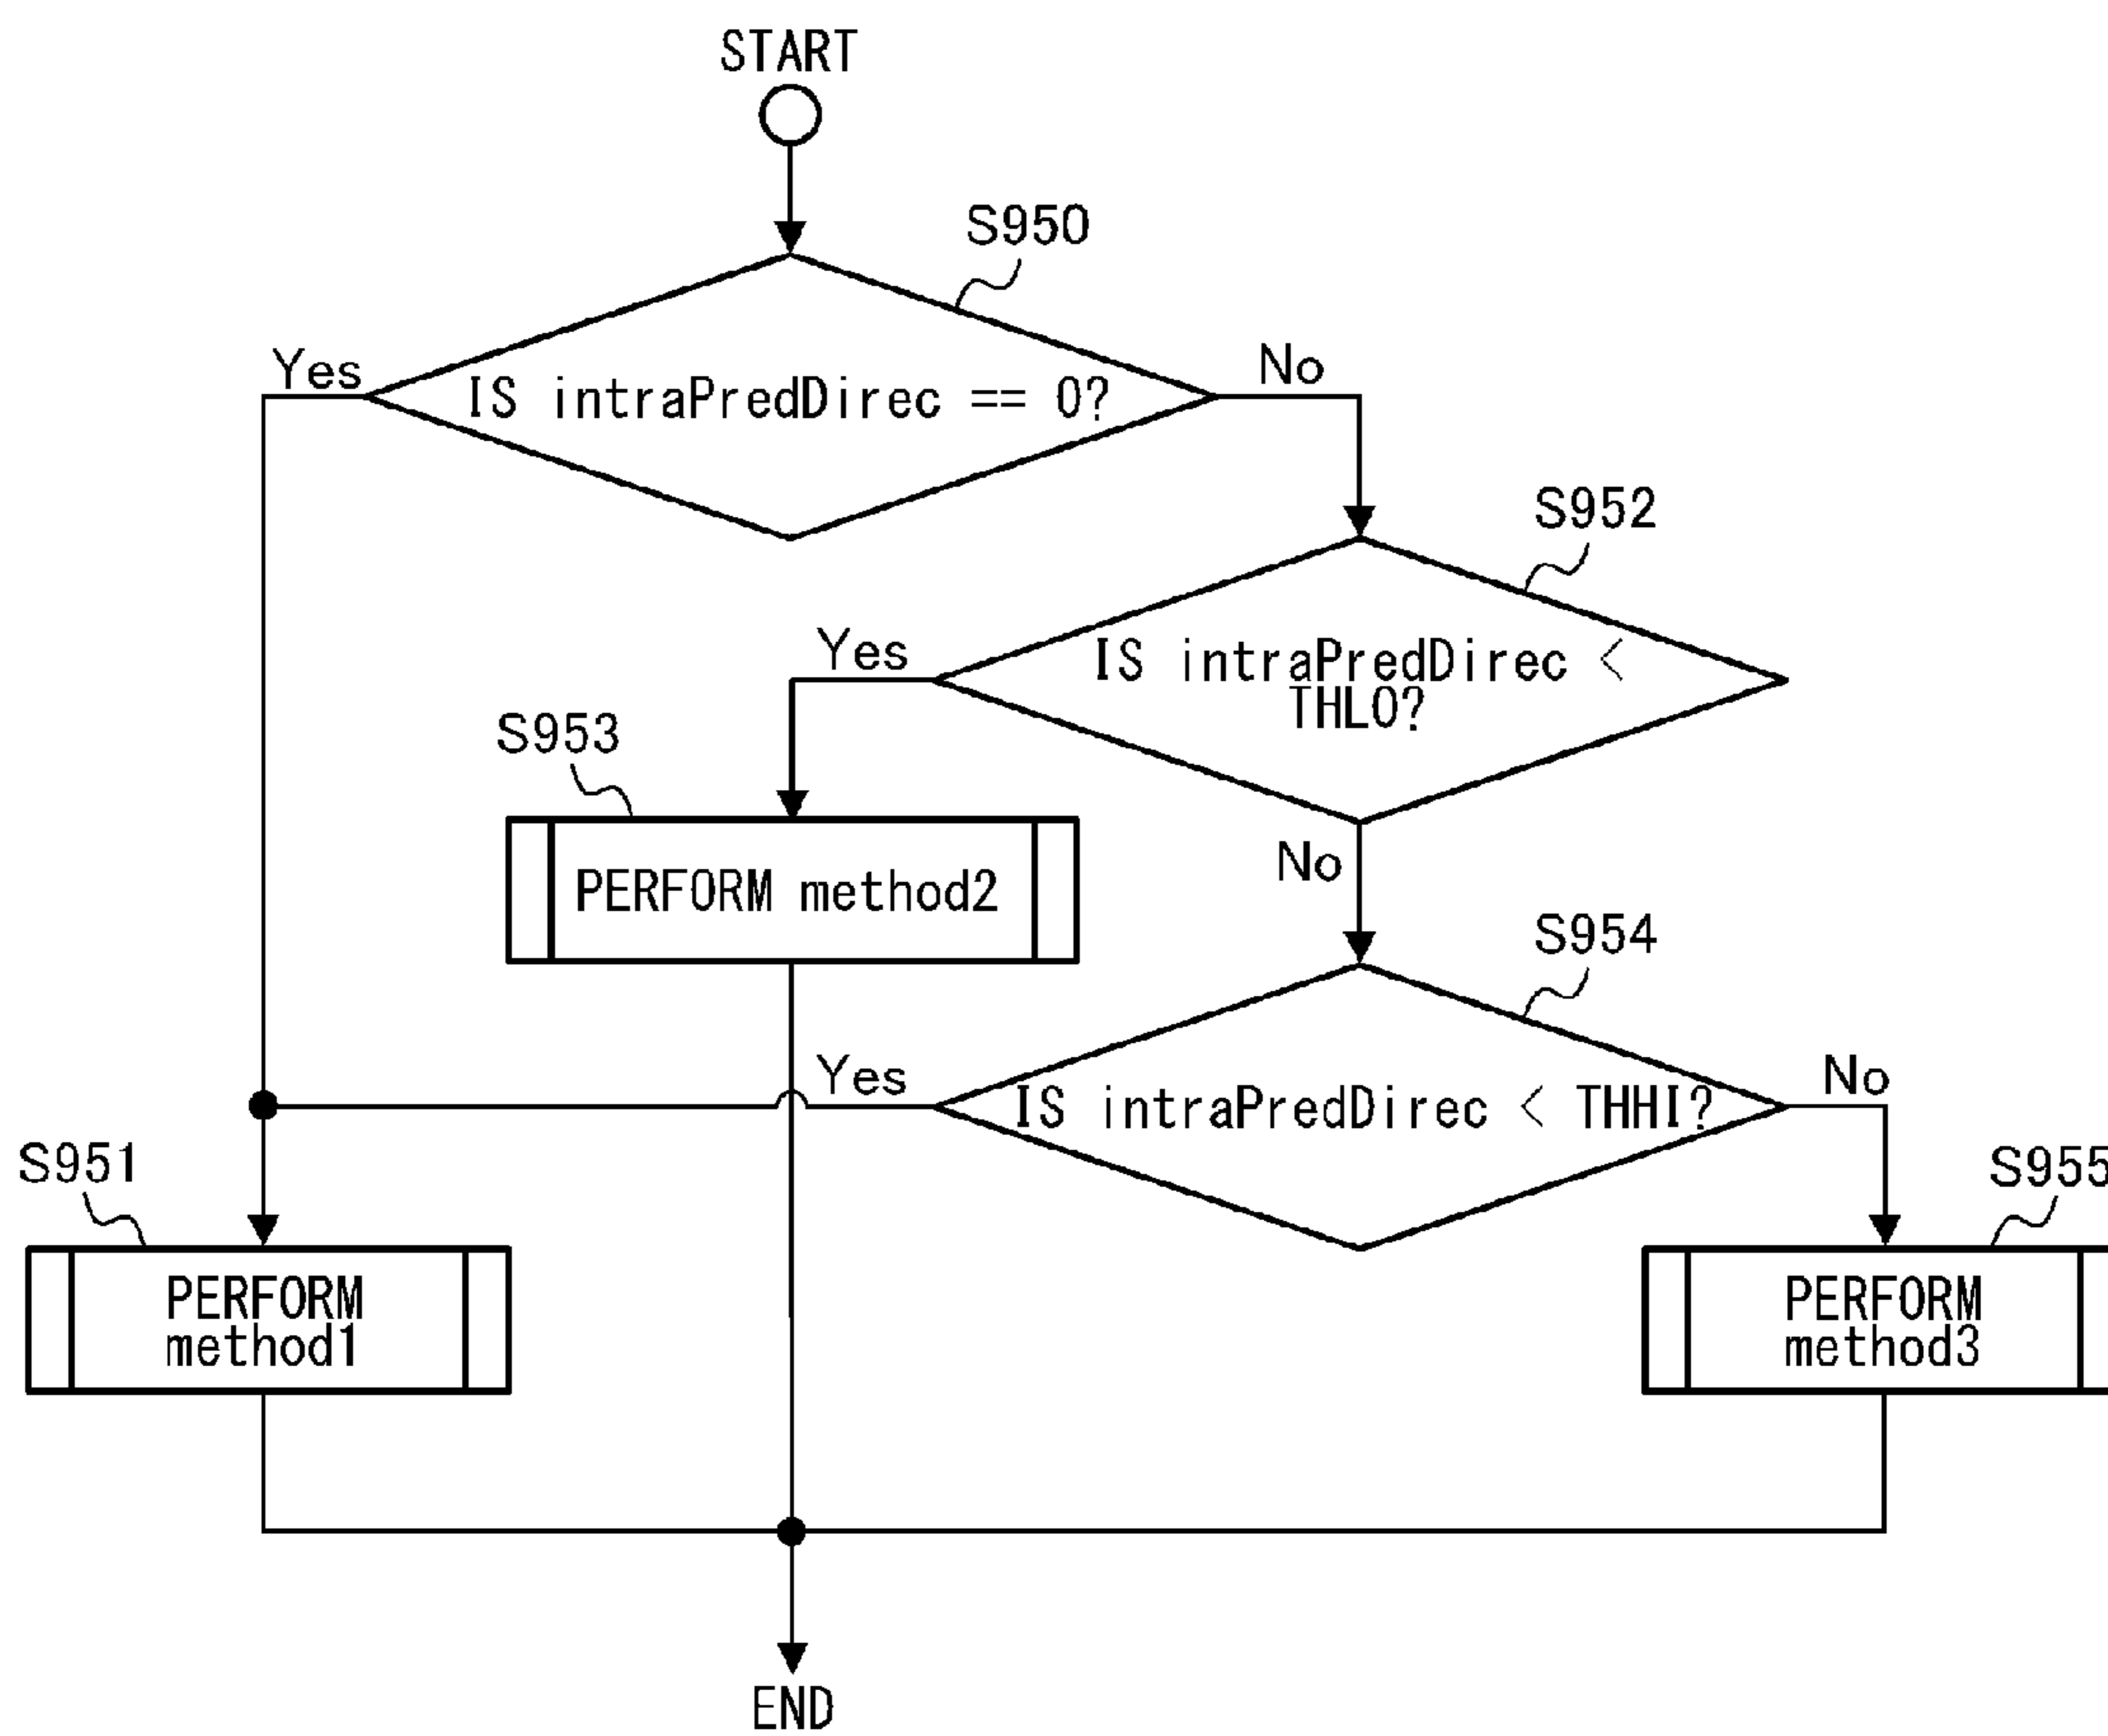 START
S950
Yes
No
IS intraPredDirec == 0?
S952
Yes
IS intraPredDirec <
THLO?
S953
No
PERFORM method2
S954
Yes
No
IS intraPredDirec < THHI?
S951
S955
PERFORM
method1
PERFORM
method3
END